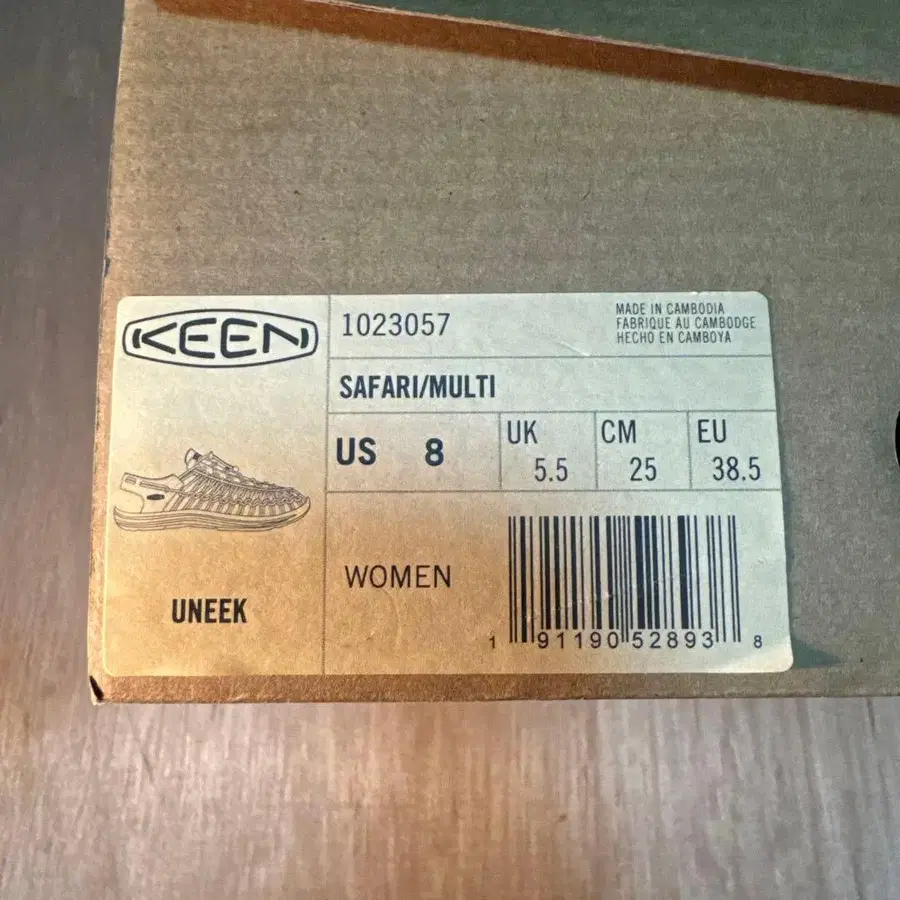 KEEN
1023057
MADE IN CAMBODIA
FABRIQUE AU CAMBODGE
HECHO EN CAMBOYA
SAFARI/MULTI
US 8
UK 5.5
CM 25
EU 38.5
UNEEK
WOMEN
1 91190 52893 8